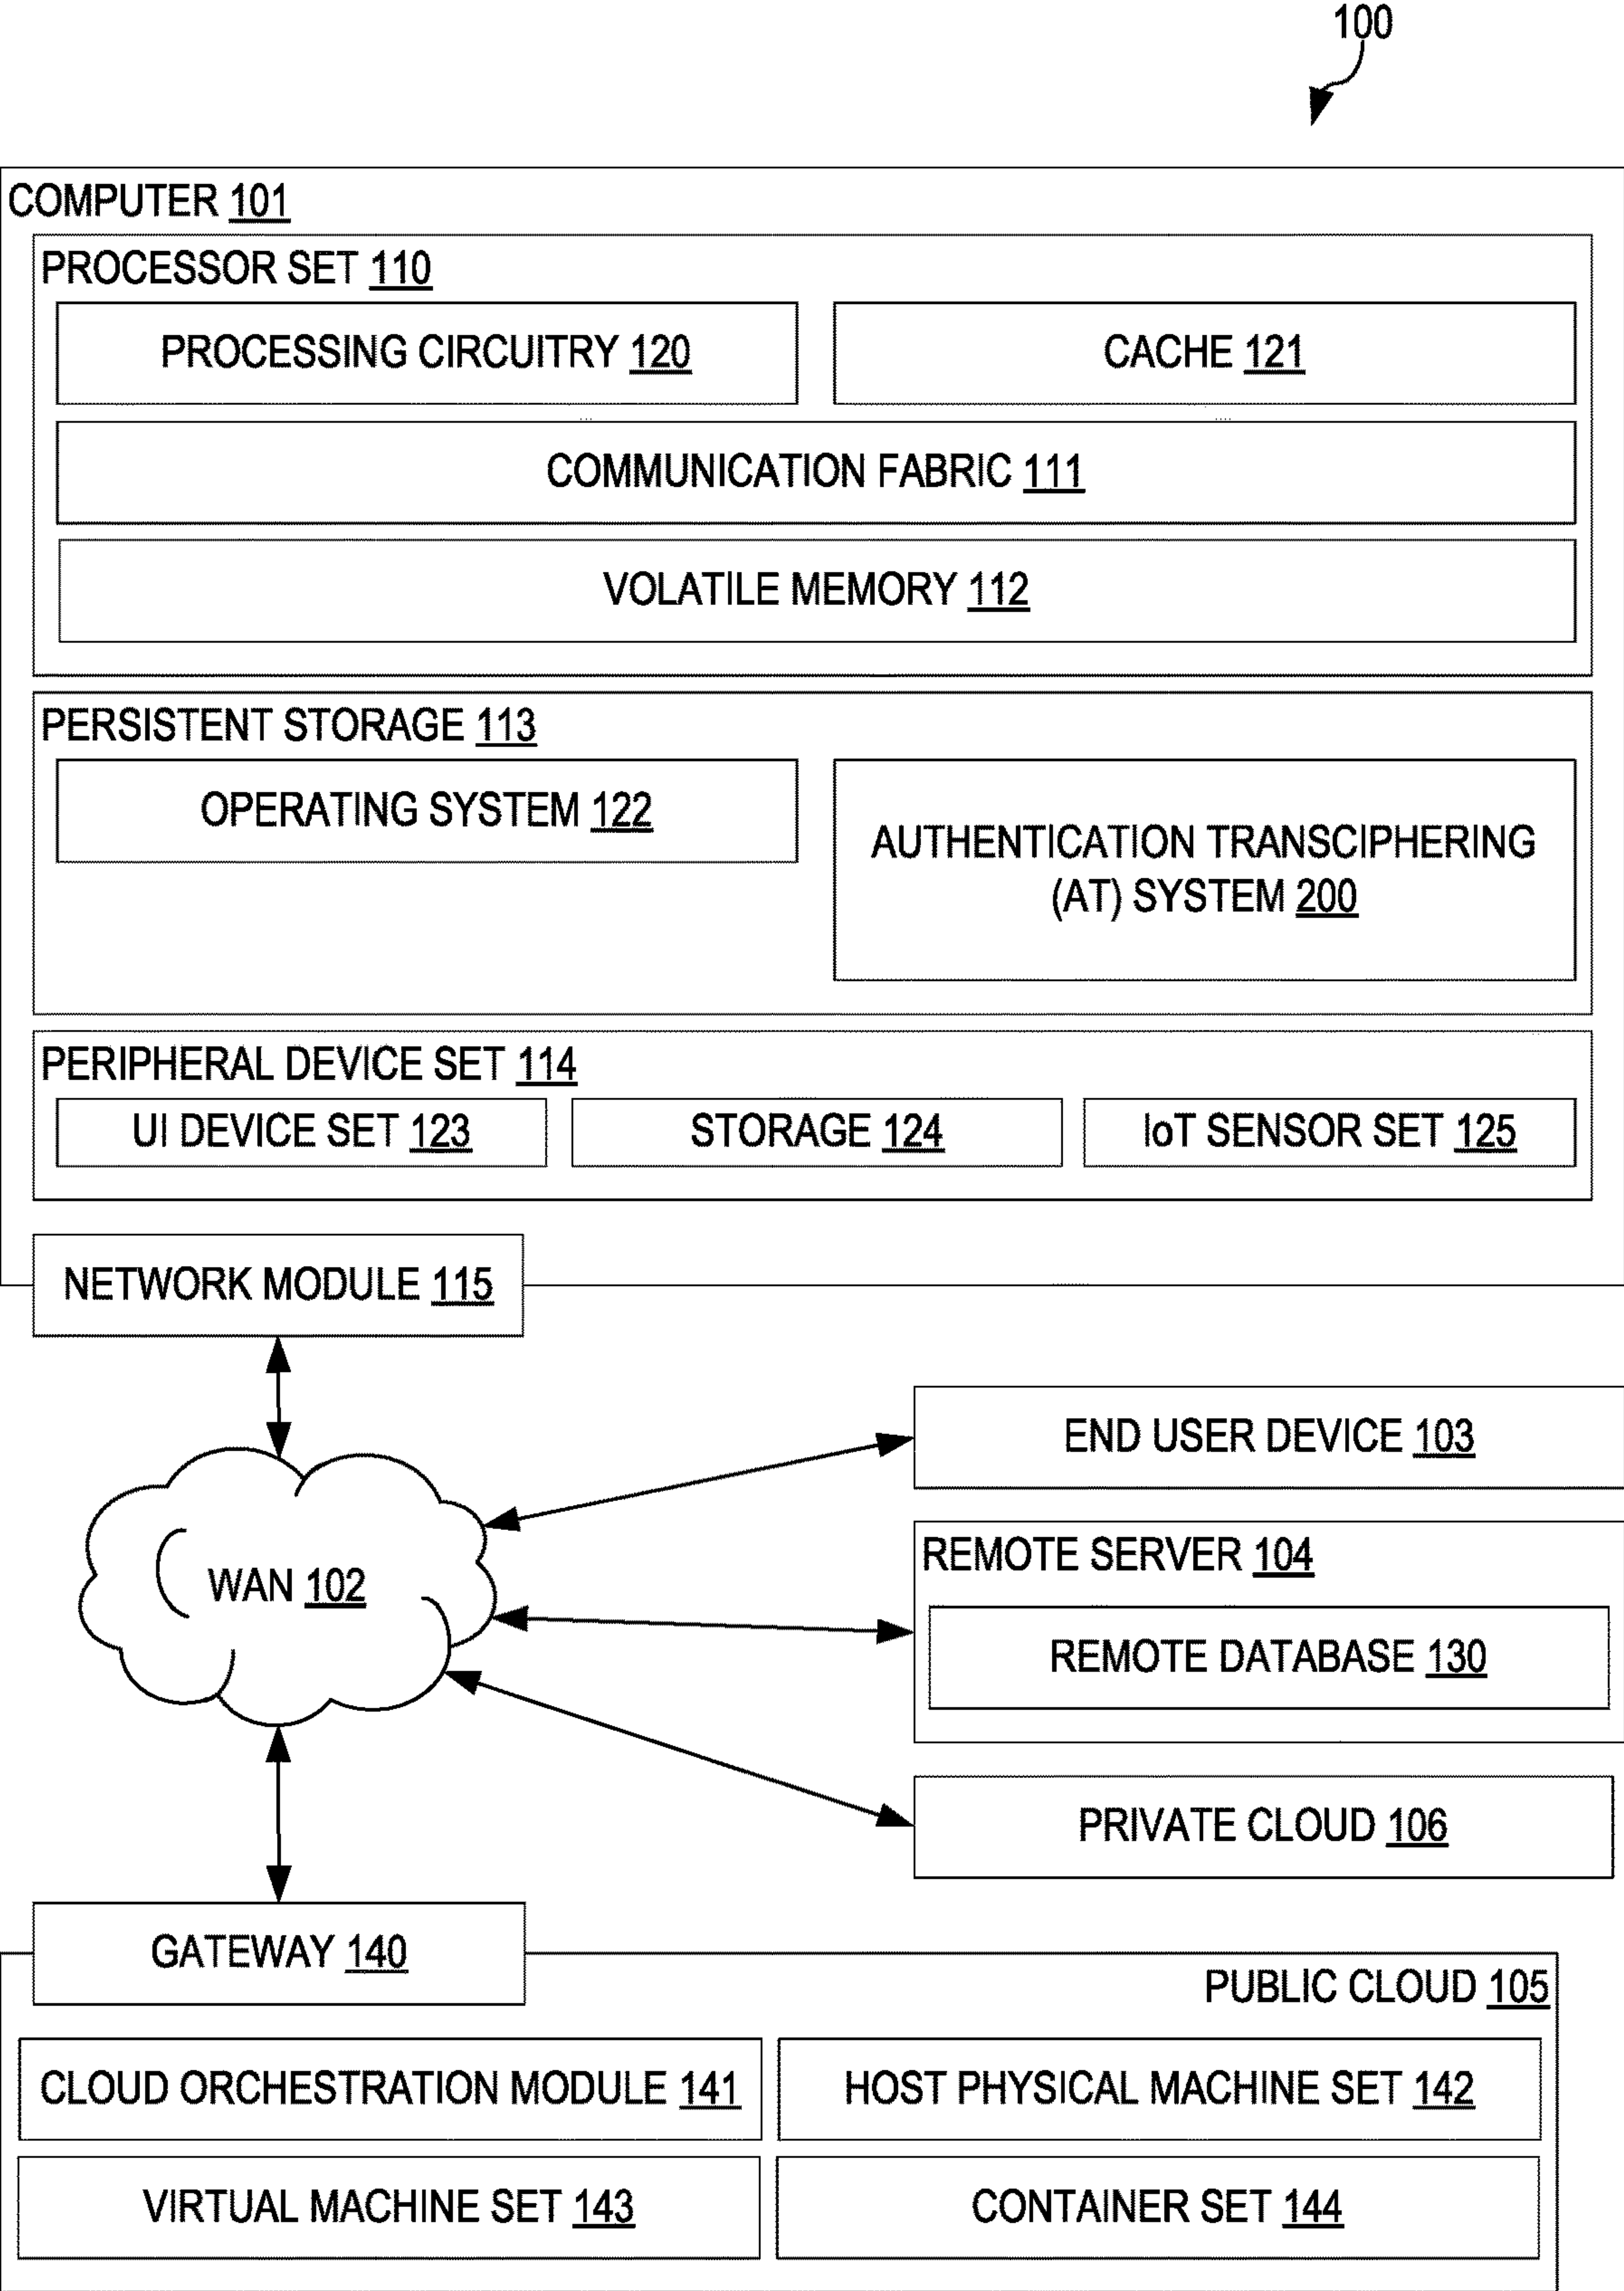 100
COMPUTER 101
PROCESSOR SET 110
PROCESSING CIRCUITRY 120
CACHE 121
COMMUNICATION FABRIC 111
VOLATILE MEMORY 112
PERSISTENT STORAGE 113
OPERATING SYSTEM 122
AUTHENTICATION TRANSCIPHERING
(AT) SYSTEM 200
PERIPHERAL DEVICE SET 114
UI DEVICE SET 123
STORAGE 124
IoT SENSOR SET 125
NETWORK MODULE 115
END USER DEVICE 103
REMOTE SERVER 104
WAN 102
REMOTE DATABASE 130
PRIVATE CLOUD 106
GATEWAY 140
PUBLIC CLOUD 105
CLOUD ORCHESTRATION MODULE 141
HOST PHYSICAL MACHINE SET 142
VIRTUAL MACHINE SET 143
CONTAINER SET 144